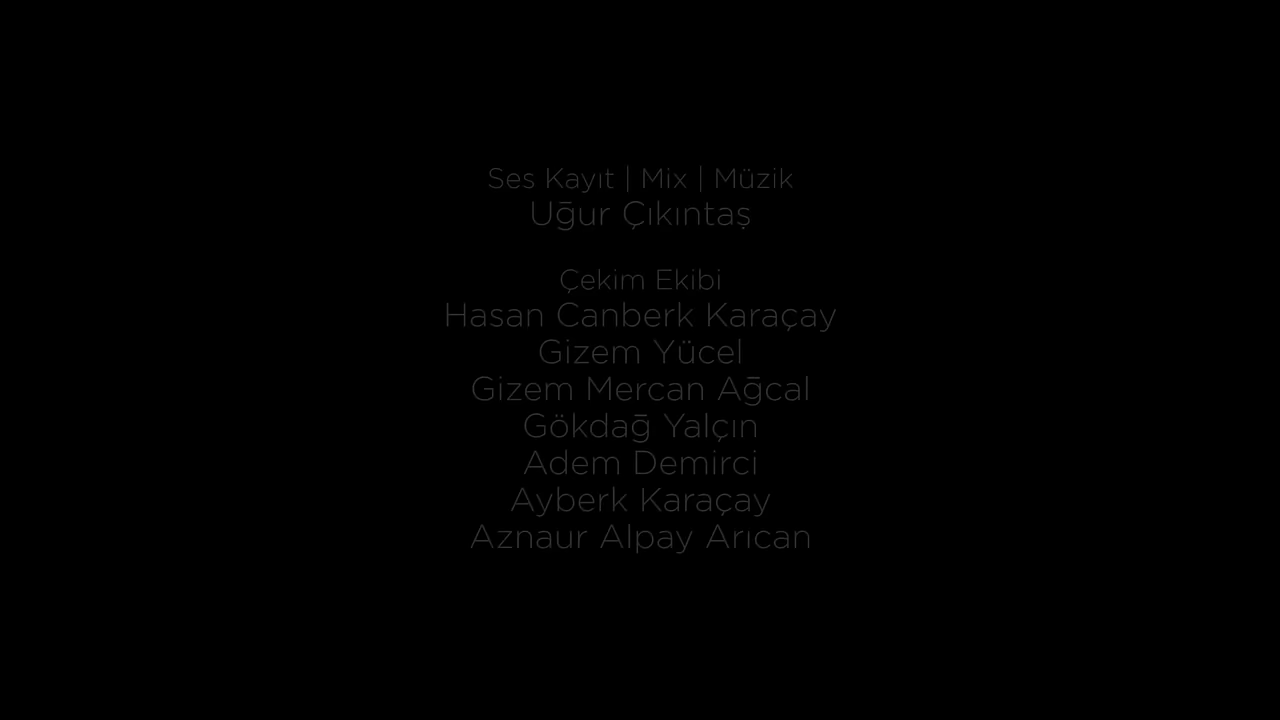 Ses Kayıt | Mix | Müzik
Uğur Çıkıntaş
Çekim Ekibi
Hasan Canberk Karaçay
Gizem Yücel
Gizem Mercan Ağcal
Gökdağ Yalçın
Adem Demirci
Ayberk Karaçay
Aznaur Alpay Arıcan